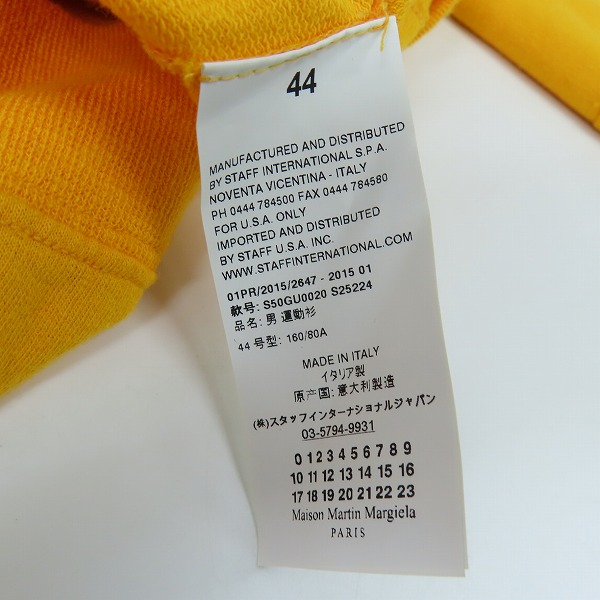 44
MANUFACTURED AND DISTRIBUTED
BY STAFF INTERNATIONAL S.P.A.
NOVENTA VICENTINA - ITALY
PH 0444 784500 FAX 0444 784580
FOR U.S.A. ONLY
IMPORTED AND DISTRIBUTED
BY STAFF U.S.A. INC.
WWW.STAFFINTERNATIONAL.COM
01PR/2015/2647 - 2015 01
款号: S50GU0020 S25224
品名: 男 運動衫
44 号型: 160/80A
MADE IN ITALY
イタリア製
原产国: 意大利製造
(株)スタッフインターナショナルジャパン
03-5794-9931
0 1 2 3 4 5 6 7 8 9
10 11 12 13 14 15 16
17 18 19 20 21 22 23
Maison Martin Margiela
PARIS